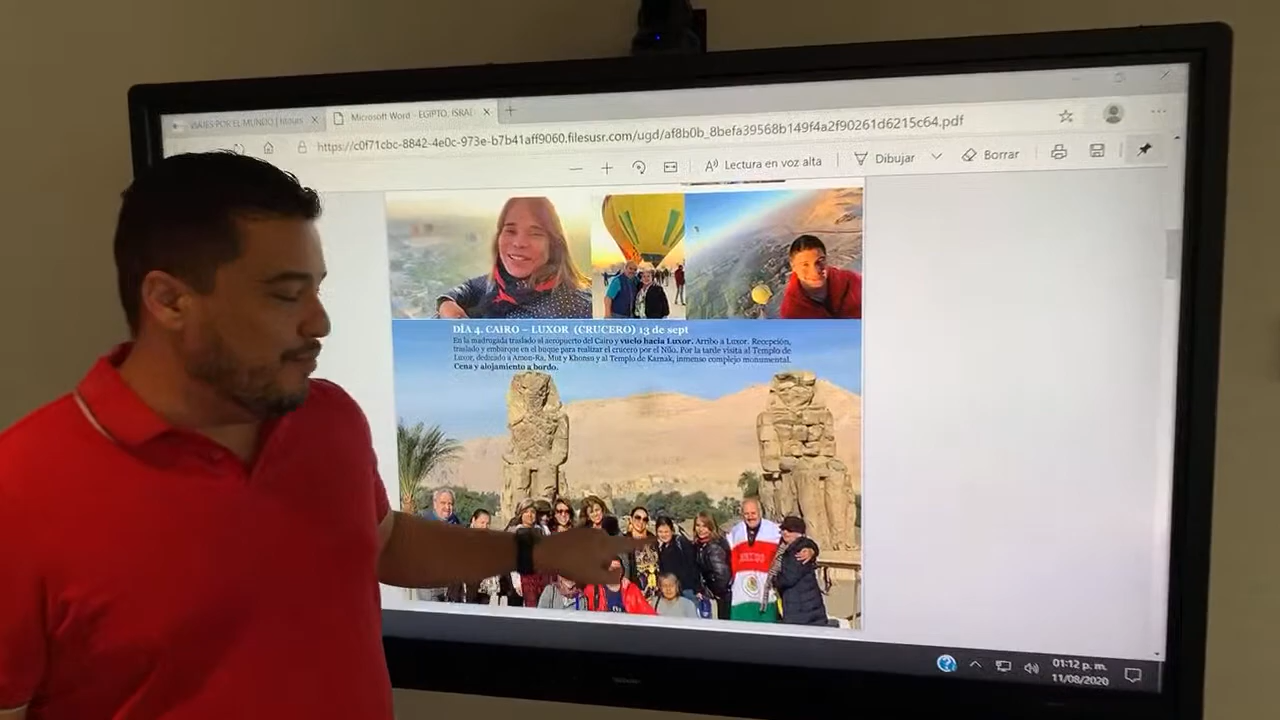 VIAJES POR EL MUNDO |
Microsoft Word - EGIPTO, ISRA
https://c0f71cbc-8842-4e0c-973e-b7b41aff9060.filesusr.com/ugd/af8b0b_8befa39568b149f4a2f90261d6215c64.pdf
Lectura en voz alta
Dibujar
Borrar
DÍA 4. CAIRO – LUXOR (CRUCERO) 13 de sept
En la madrugada traslado al aeropuerto del Cairo y vuelo hacia Luxor. Arribo a Luxor. Recepción,
traslado y embarque en el buque para realizar el crucero por el Nilo. Por la tarde visita al Templo de
Luxor, dedicado a Amon-Ra, Mut y Khonsu y al Templo de Karnak, inmenso complejo monumental.
Cena y alojamiento a bordo.
01:12 p. m.
11/08/2020